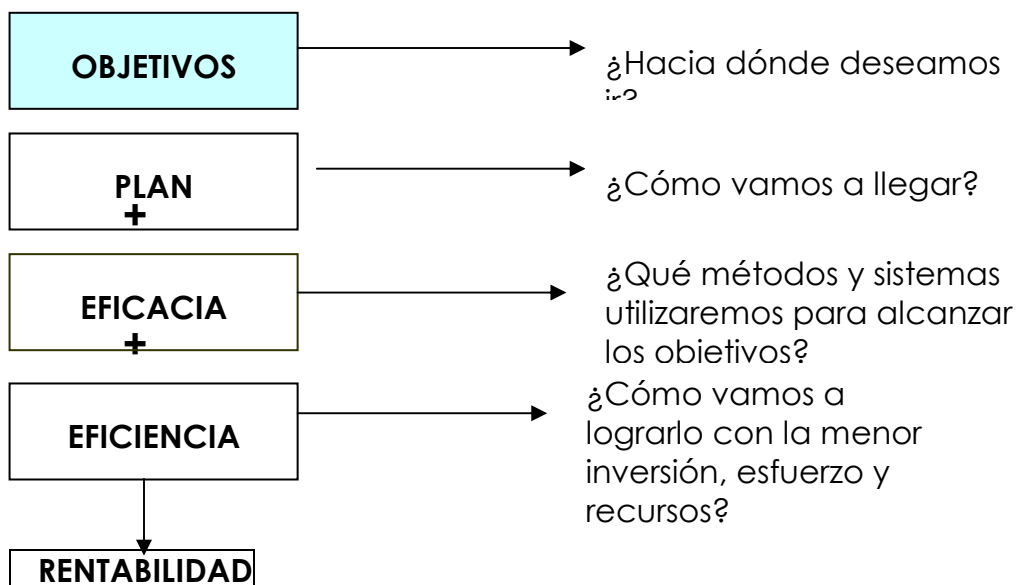 OBJETIVOS
¿Hacia dónde deseamos
ir?
PLAN
+
¿Cómo vamos a llegar?
EFICACIA
+
¿Qué métodos y sistemas
utilizaremos para alcanzar
los objetivos?
EFICIENCIA
¿Cómo vamos a
lograrlo con la menor
inversión, esfuerzo y
recursos?
RENTABILIDAD